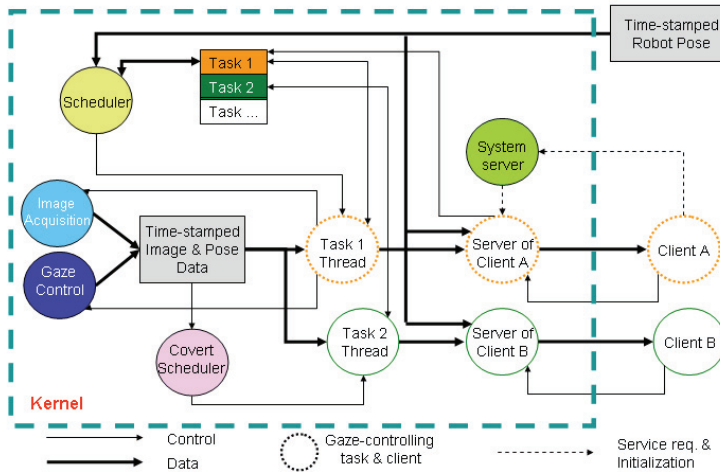 Time-stamped
Robot Pose
Task 1
Task 2
Task ...
Scheduler
System
server
Image
Acquisition
Time-stamped
Image & Pose
Data
Task 1
Thread
Server of
Client A
Client A
Gaze
Control
Covert
Scheduler
Task 2
Thread
Server of
Client B
Client B
Kernel
Control
Data
Gaze-controlling
task & client
Service req. &
Initialization